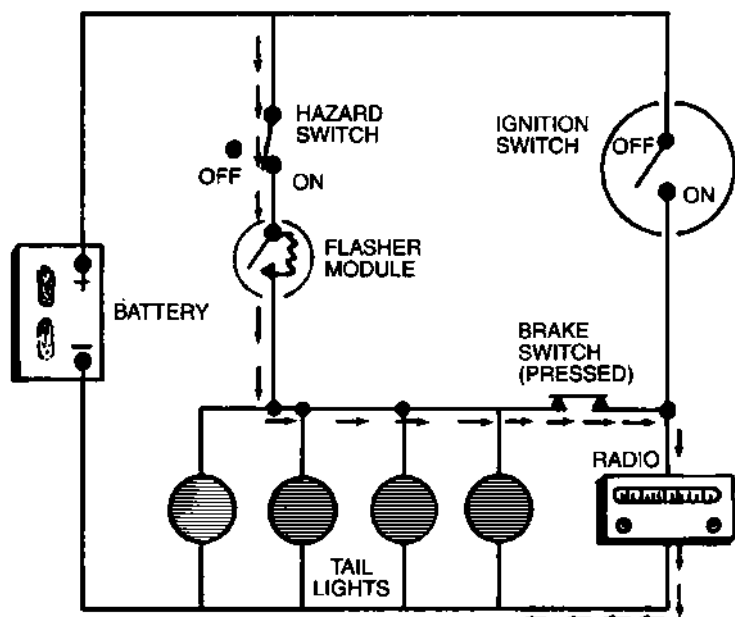 HAZARD
SWITCH
IGNITION
SWITCH
OFF
OFF
ON
ON
FLASHER
MODULE
+
BATTERY
−
BRAKE
SWITCH
(PRESSED)
RADIO
TAIL
LIGHTS